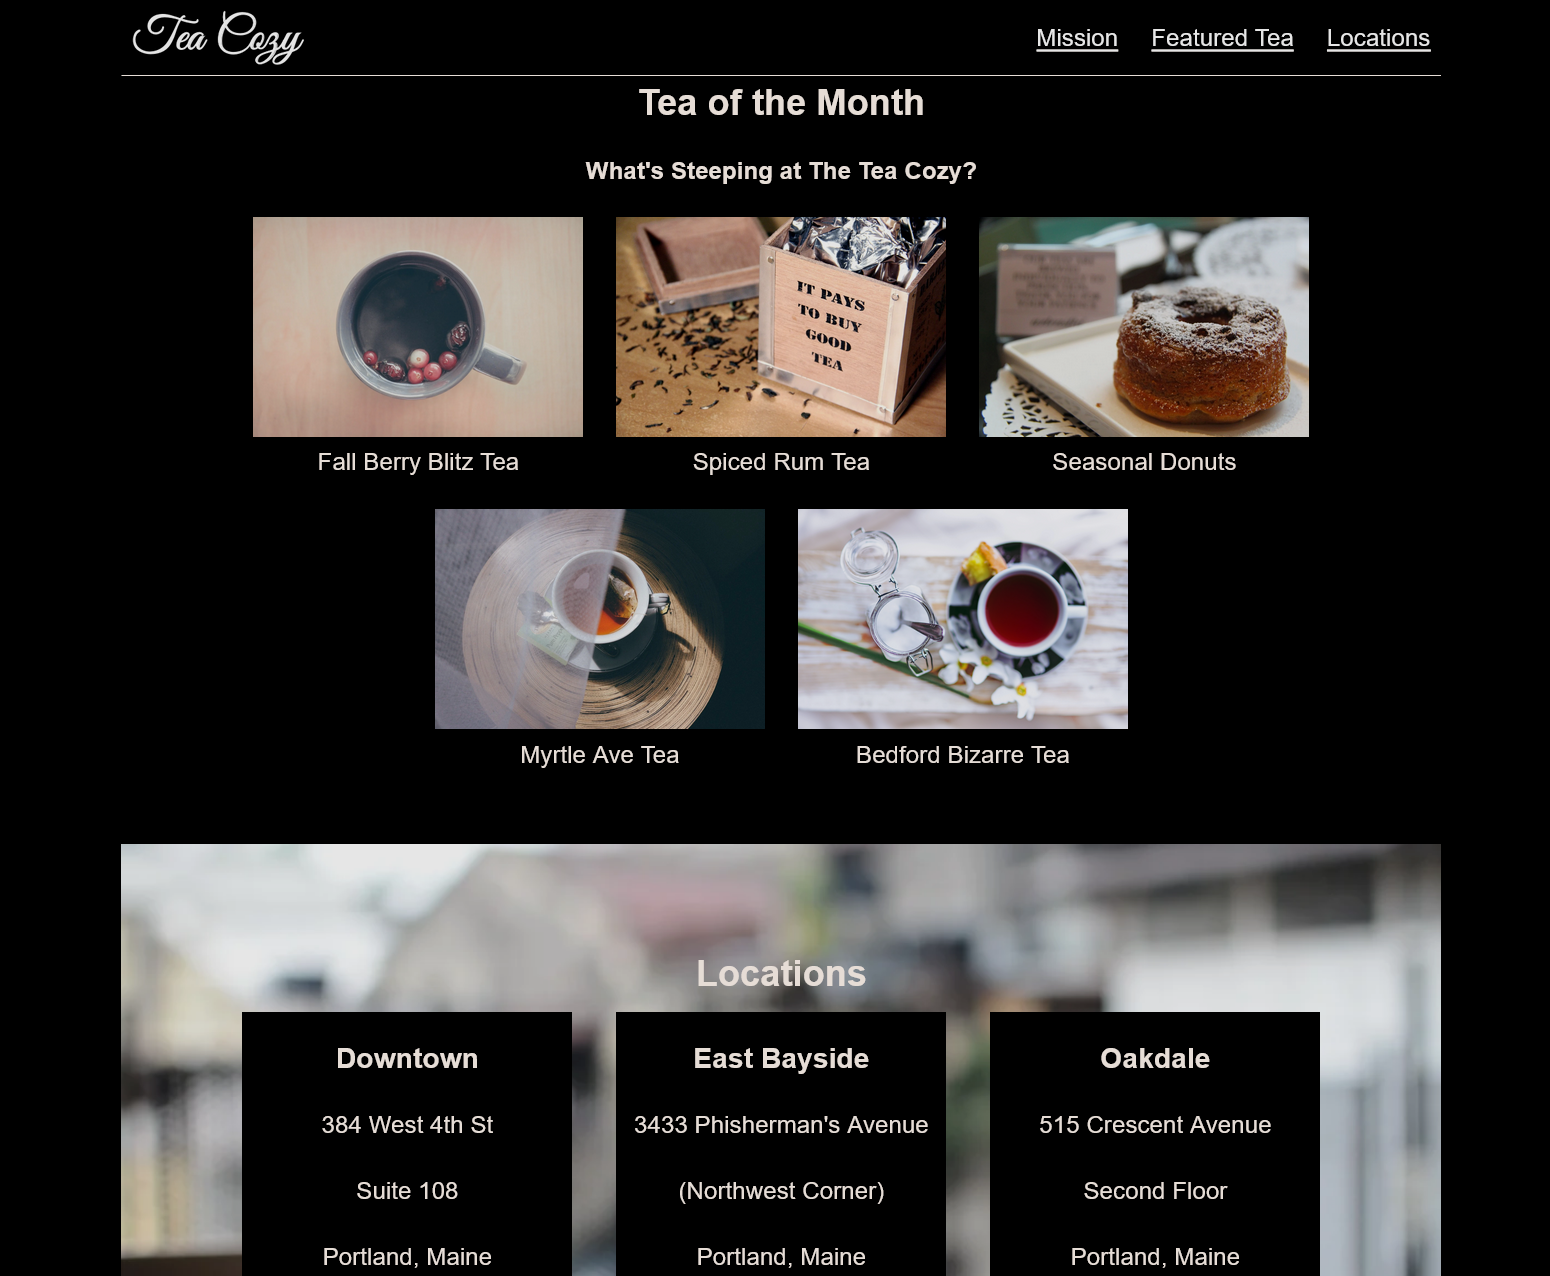 Tea Cozy
Mission Featured Tea Locations
Tea of the Month
What's Steeping at The Tea Cozy?
IT PAYS
TO BUY
GOOD
TEA
Fall Berry Blitz Tea
Spiced Rum Tea
Seasonal Donuts
Myrtle Ave Tea
Bedford Bizarre Tea
Locations
Downtown
384 West 4th St
Suite 108
Portland, Maine
East Bayside
3433 Phisherman's Avenue
(Northwest Corner)
Portland, Maine
Oakdale
515 Crescent Avenue
Second Floor
Portland, Maine